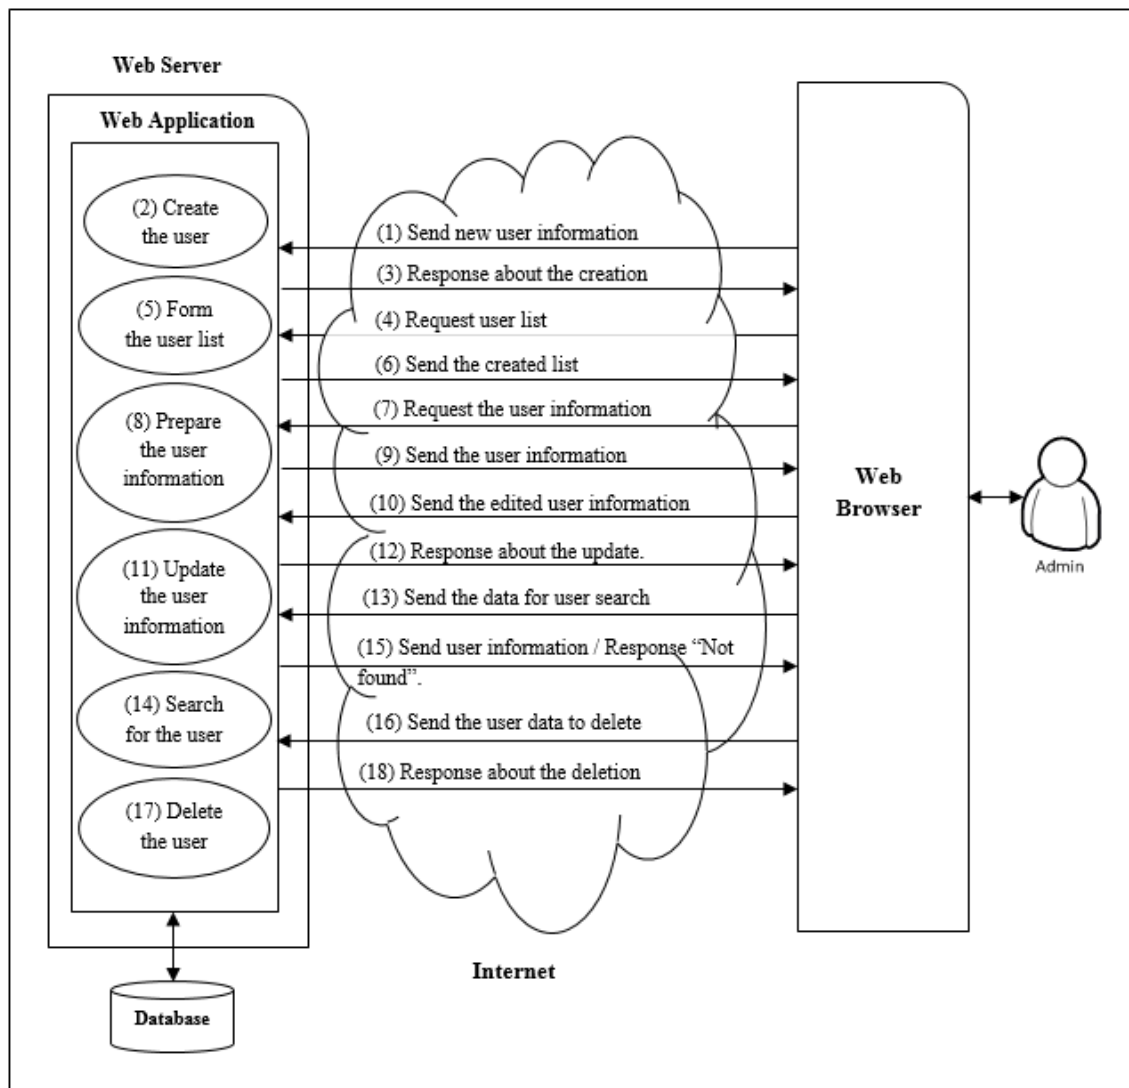 Web Server
Web Application
(2) Create
the user
(5) Form
the user list
(8) Prepare
the user
information
(11) Update
the user
information
(14) Search
for the user
(17) Delete
the user
(1) Send new user information
(3) Response about the creation
(4) Request user list
(6) Send the created list
(7) Request the user information
(9) Send the user information
(10) Send the edited user information
(12) Response about the update.
(13) Send the data for user search
(15) Send user information / Response “Not
found”.
(16) Send the user data to delete
(18) Response about the deletion
Web
Browser
Admin
Internet
Database